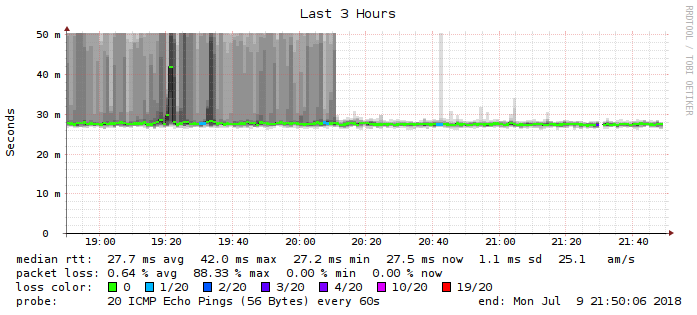 Last 3 Hours
RRDTOOL / TOBI OETIKER
Seconds
50 m
40 m
30 m
20 m
10 m
0
19:00 19:20 19:40 20:00 20:20 20:40 21:00 21:20 21:40
median rtt: 27.7 ms avg 42.0 ms max 27.2 ms min 27.5 ms now 1.1 ms sd 25.1 am/s
packet loss: 0.64 % avg 88.33 % max 0.00 % min 0.00 % now
loss color: 0 1/20 2/20 3/20 4/20 10/20 19/20
probe: 20 ICMP Echo Pings (56 Bytes) every 60s end: Mon Jul 9 21:50:06 2018